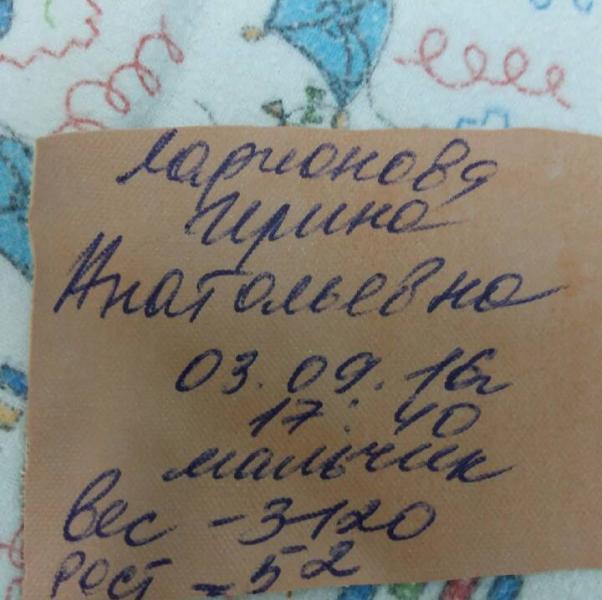 Ларионова
Ирина
Анатольевна
03.09.16г
17:40
мальчик
вес - 3120
рост - 52